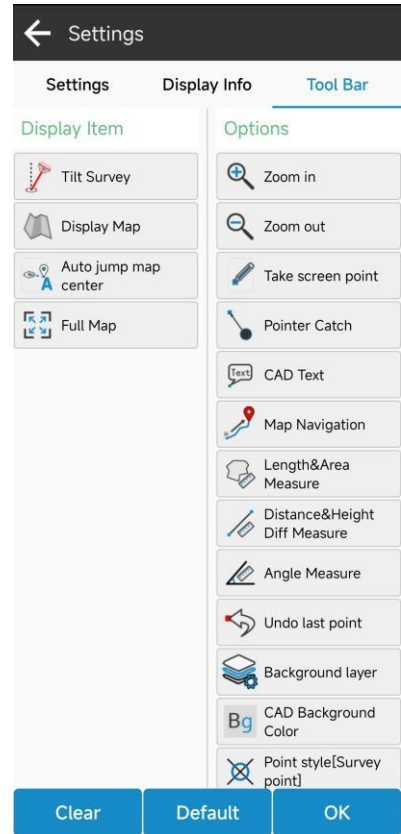 Settings
Settings
Display Info
Tool Bar
Display Item
Options
Tilt Survey
Display Map
A
Auto jump map
center
Full Map
Zoom in
Zoom out
Take screen point
Pointer Catch
Text
CAD Text
Map Navigation
Length&Area
Measure
Distance&Height
Diff Measure
Angle Measure
Undo last point
Background layer
Bg
CAD Background
Color
Point style[Survey
point]
Clear
Default
OK